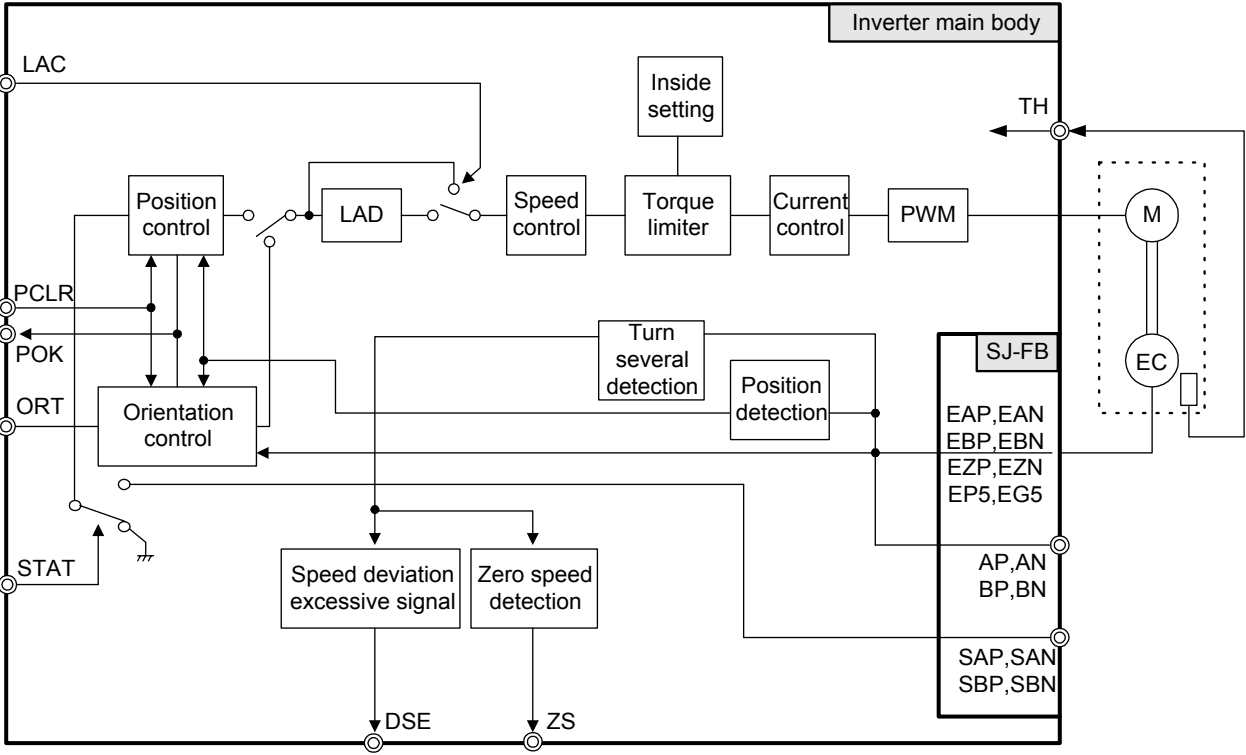 Inverter main body
LAC
Inside
setting
TH
Position
control
LAD
Speed
control
Torque
limiter
Current
control
PWM
M
PCLR
POK
Turn
several
detection
SJ-FB
EC
ORT
Orientation
control
Position
detection
EAP,EAN
EBP,EBN
EZP,EZN
EP5,EG5
STAT
Speed deviation
excessive signal
Zero speed
detection
AP,AN
BP,BN
SAP,SAN
SBP,SBN
DSE
ZS